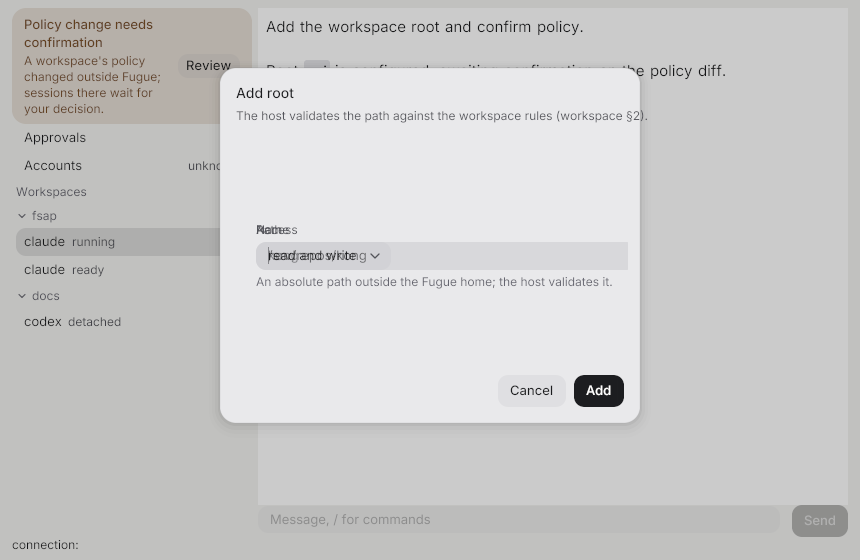 Policy change needs
confirmation
A workspace's policy
changed outside Fugue;
sessions there wait for
your decision.
Review
Approvals
Accounts
Workspaces
fsap
claude running
claude ready
docs
codex detached
connection:
Add the workspace root and confirm policy.
the policy diff.
Add root
The host validates the path against the workspace rules (workspace §2).
read and write
An absolute path outside the Fugue home; the host validates it.
Cancel
Add
Message, / for commands
Send